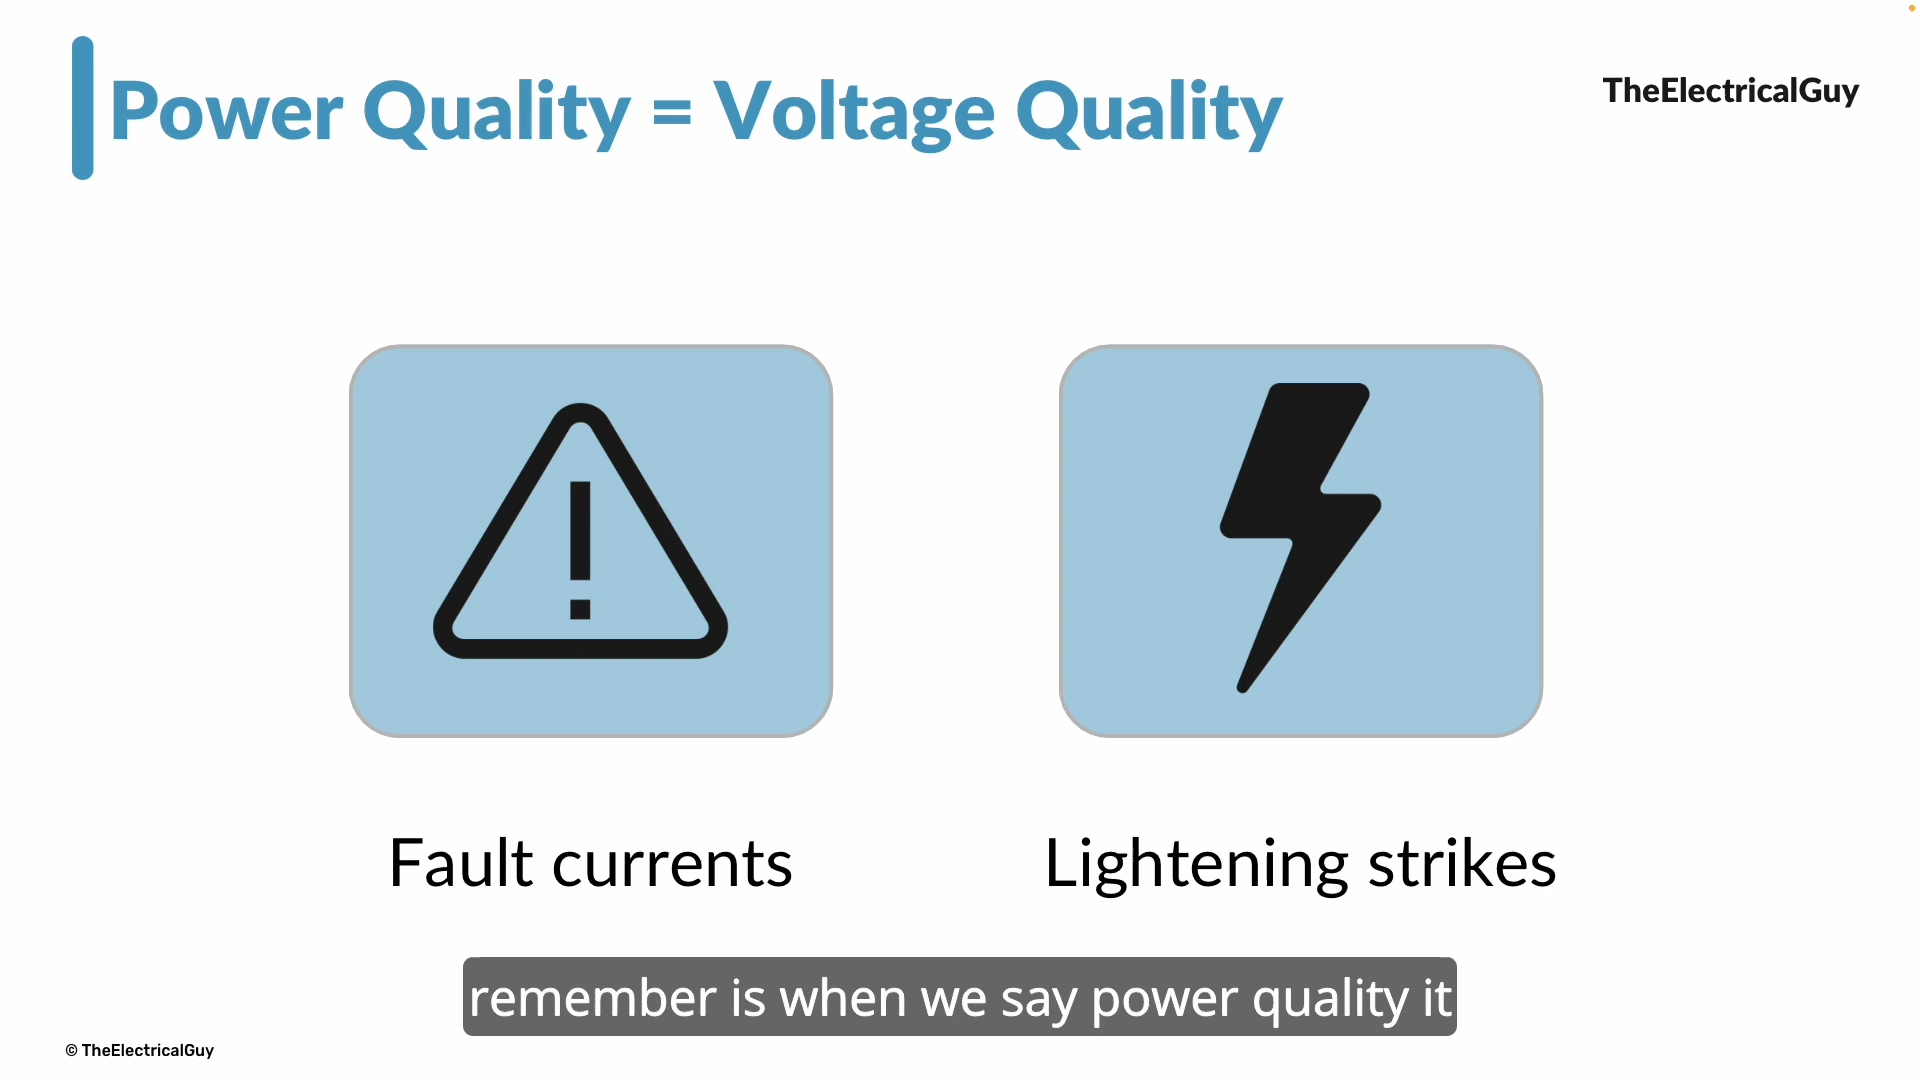 Power Quality = Voltage Quality
TheElectricalGuy
Fault currents
Lightening strikes
remember is when we say power quality it
© TheElectricalGuy